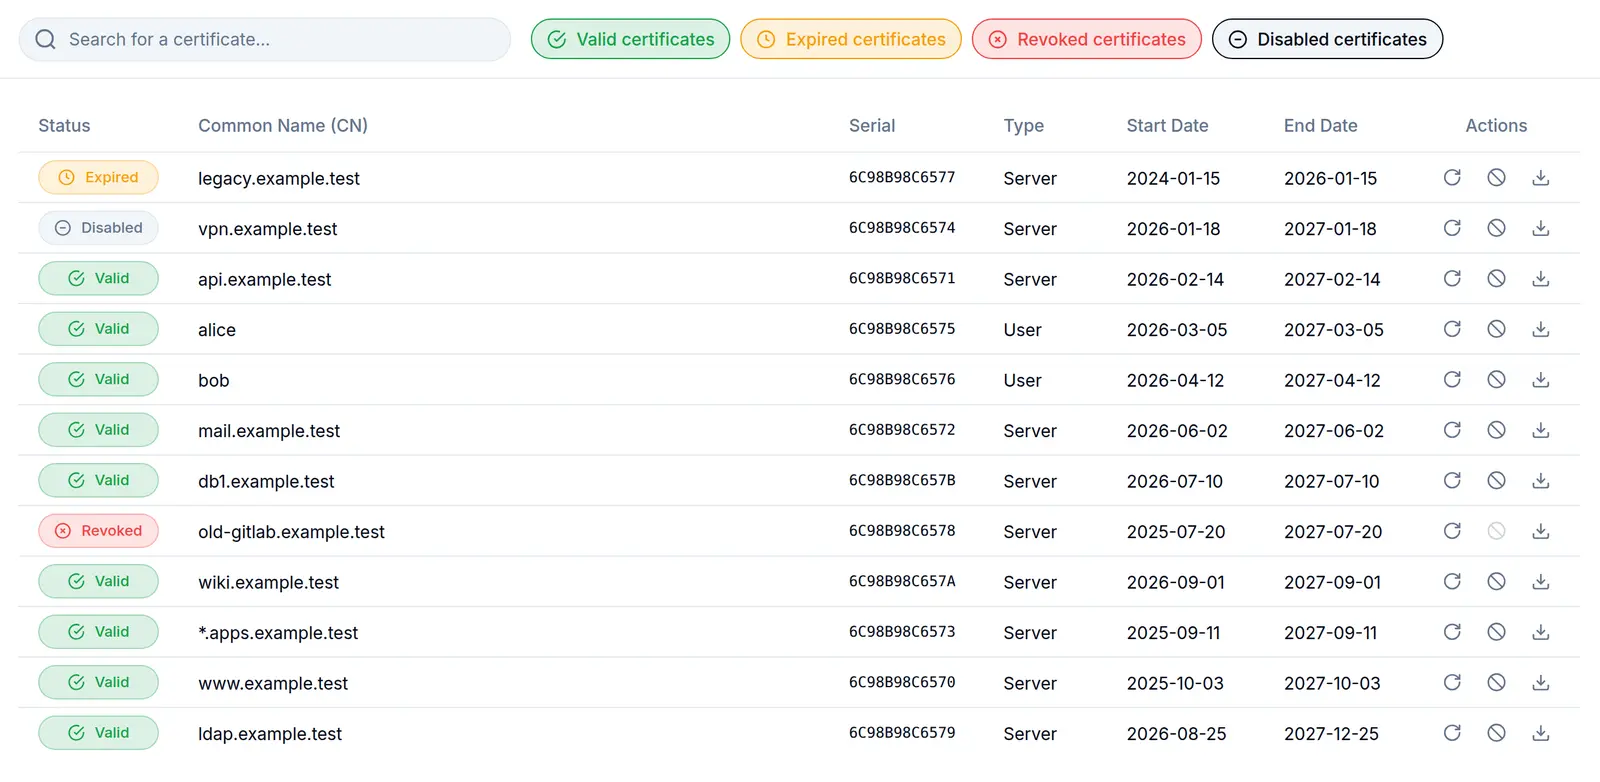 Search for a certificate... Valid certificates Expired certificates Revoked certificates Disabled certificates
Status Common Name (CN) Serial Type Start Date End Date Actions
Expired legacy.example.test 6C98B98C6577 Server 2024-01-15 2026-01-15
Disabled vpn.example.test 6C98B98C6574 Server 2026-01-18 2027-01-18
Valid api.example.test 6C98B98C6571 Server 2026-02-14 2027-02-14
Valid alice 6C98B98C6575 User 2026-03-05 2027-03-05
Valid bob 6C98B98C6576 User 2026-04-12 2027-04-12
Valid mail.example.test 6C98B98C6572 Server 2026-06-02 2027-06-02
Valid db1.example.test 6C98B98C657B Server 2026-07-10 2027-07-10
Revoked old-gitlab.example.test 6C98B98C6578 Server 2025-07-20 2027-07-20
Valid wiki.example.test 6C98B98C657A Server 2026-09-01 2027-09-01
Valid *.apps.example.test 6C98B98C6573 Server 2025-09-11 2027-09-11
Valid www.example.test 6C98B98C6570 Server 2025-10-03 2027-10-03
Valid ldap.example.test 6C98B98C6579 Server 2026-08-25 2027-12-25